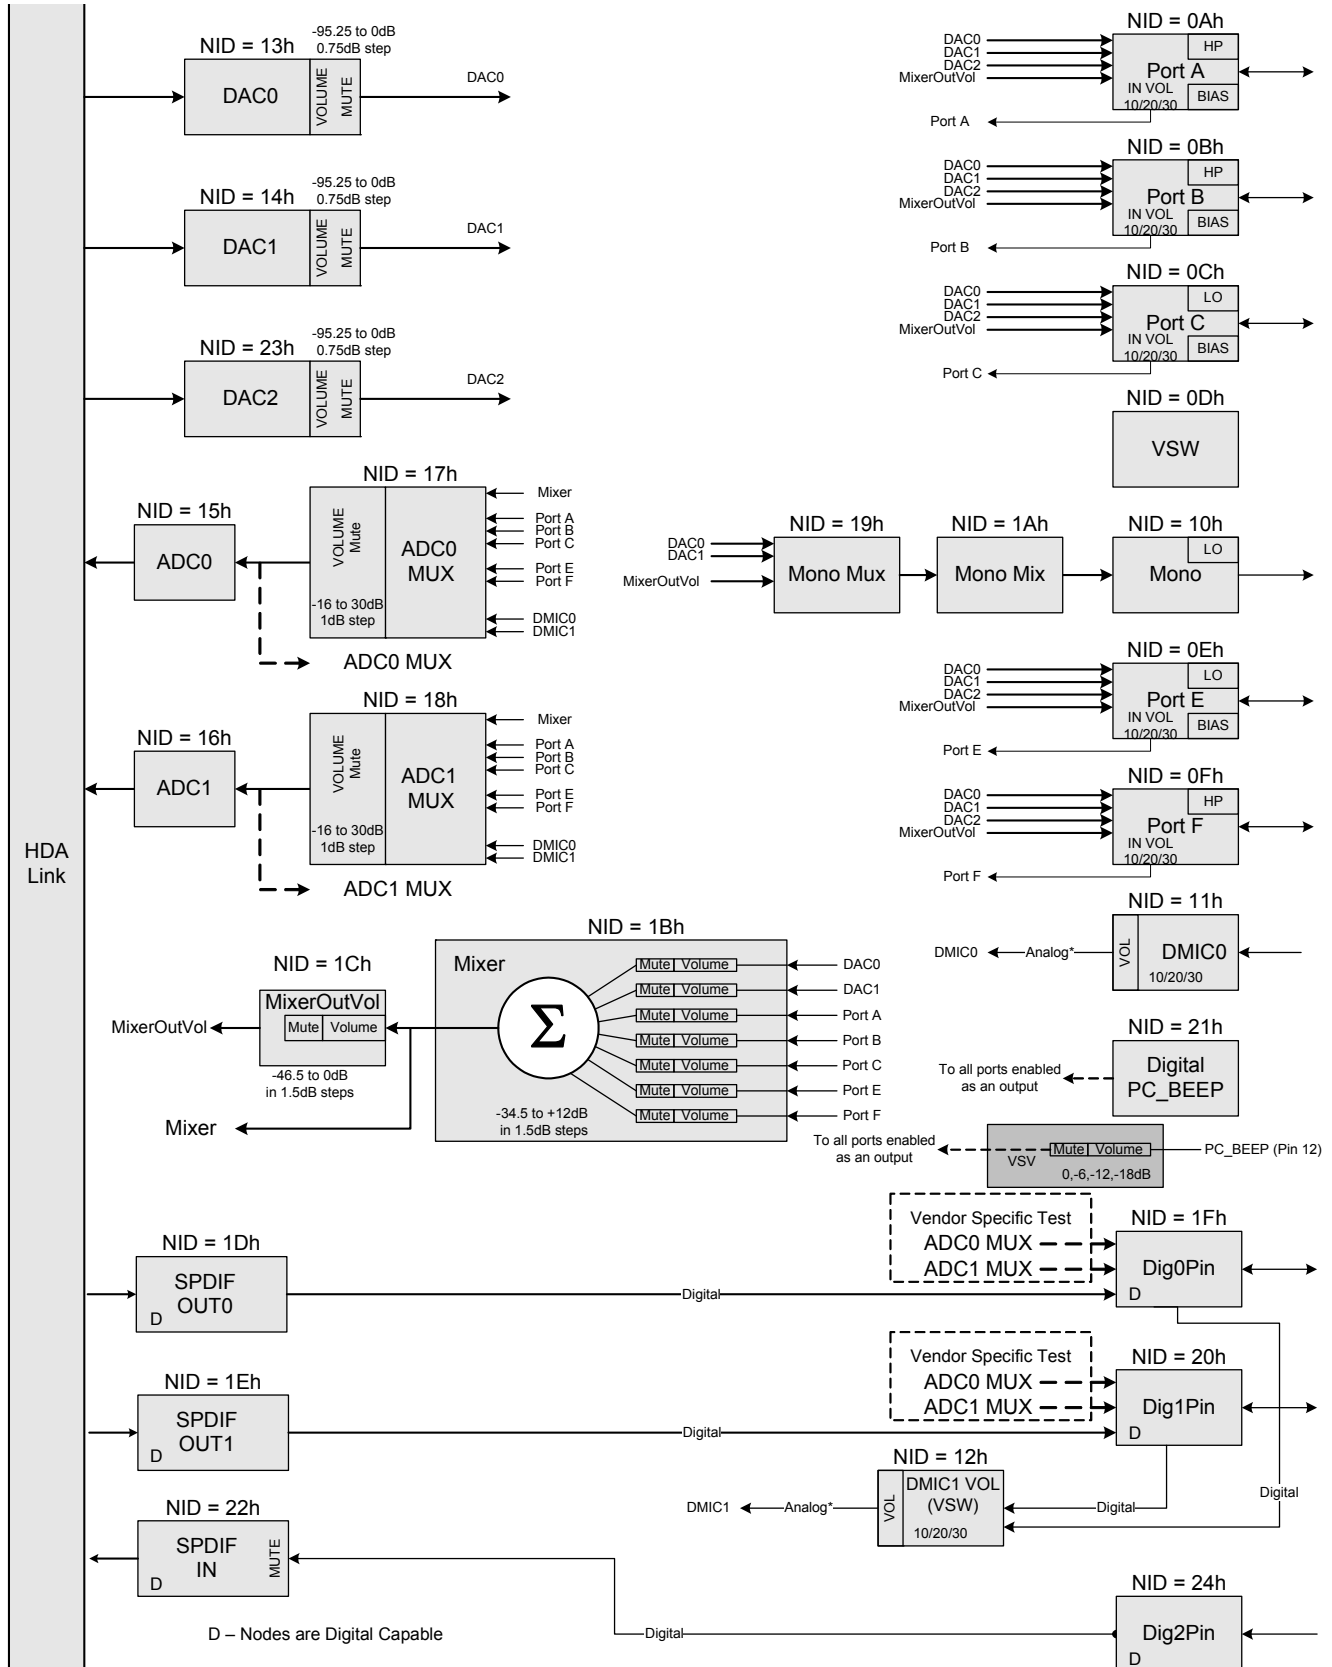 HDA
Link
NID = 13h
-95.25 to 0dB
0.75dB step
DAC0
VOLUME
MUTE
DAC0
NID = 14h
-95.25 to 0dB
0.75dB step
DAC1
VOLUME
MUTE
DAC1
NID = 23h
-95.25 to 0dB
0.75dB step
DAC2
VOLUME
MUTE
DAC2
NID = 17h
NID = 15h
ADC0
VOLUME
Mute
-16 to 30dB
1dB step
ADC0
MUX
Mixer
Port A
Port B
Port C
Port E
Port F
DMIC0
DMIC1
ADC0 MUX
NID = 18h
NID = 16h
ADC1
VOLUME
Mute
-16 to 30dB
1dB step
ADC1
MUX
Mixer
Port A
Port B
Port C
Port E
Port F
DMIC0
DMIC1
ADC1 MUX
NID = 0Ah
DAC0
DAC1
DAC2
MixerOutVol
HP
Port A
IN VOL
10/20/30
BIAS
Port A
NID = 0Bh
DAC0
DAC1
DAC2
MixerOutVol
HP
Port B
IN VOL
10/20/30
BIAS
Port B
NID = 0Ch
DAC0
DAC1
DAC2
MixerOutVol
LO
Port C
IN VOL
10/20/30
BIAS
Port C
NID = 0Dh
VSW
NID = 19h
NID = 1Ah
NID = 10h
DAC0
DAC1
MixerOutVol
Mono Mux
Mono Mix
LO
Mono
NID = 0Eh
DAC0
DAC1
DAC2
MixerOutVol
LO
Port E
IN VOL
10/20/30
BIAS
Port E
NID = 0Fh
DAC0
DAC1
DAC2
MixerOutVol
HP
Port F
IN VOL
10/20/30
Port F
NID = 11h
DMIC0
Analog*
VOL
DMIC0
10/20/30
NID = 1Bh
Mixer
Σ
Mute Volume
DAC0
Mute Volume
DAC1
Mute Volume
Port A
Mute Volume
Port B
Mute Volume
Port C
Mute Volume
Port E
Mute Volume
Port F
-34.5 to +12dB
in 1.5dB steps
NID = 1Ch
MixerOutVol
Mute Volume
MixerOutVol
-46.5 to 0dB
in 1.5dB steps
Mixer
NID = 21h
To all ports enabled
as an output
Digital
PC_BEEP
To all ports enabled
as an output
VSV
Mute Volume
0,-6,-12,-18dB
PC_BEEP (Pin 12)
Vendor Specific Test
ADC0 MUX
ADC1 MUX
NID = 1Fh
Dig0Pin
D
NID = 1Dh
SPDIF
OUT0
D
Digital
Vendor Specific Test
ADC0 MUX
ADC1 MUX
NID = 20h
Dig1Pin
D
NID = 1Eh
SPDIF
OUT1
D
Digital
NID = 12h
DMIC1
Analog*
VOL
DMIC1 VOL
(VSW)
10/20/30
Digital
Digital
NID = 22h
SPDIF
IN
D
MUTE
NID = 24h
Digital
Dig2Pin
D
D – Nodes are Digital Capable